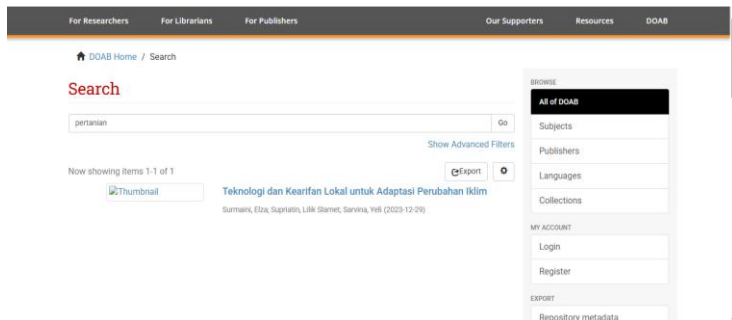 For Researchers For Librarians For Publishers Our Supporters Resources DOAB
DOAB Home / Search
Search
pertanian Go
Show Advanced Filters
Now showing items 1-1 of 1 Export
Thumbnail
Teknologi dan Kearifan Lokal untuk Adaptasi Perubahan Iklim
Surmaini, Elza; Supriatin, Lilik Slamet; Sarvina, Yeli (2023-12-29)
BROWSE
All of DOAB
Subjects
Publishers
Languages
Collections
MY ACCOUNT
Login
Register
EXPORT
Repository metadata